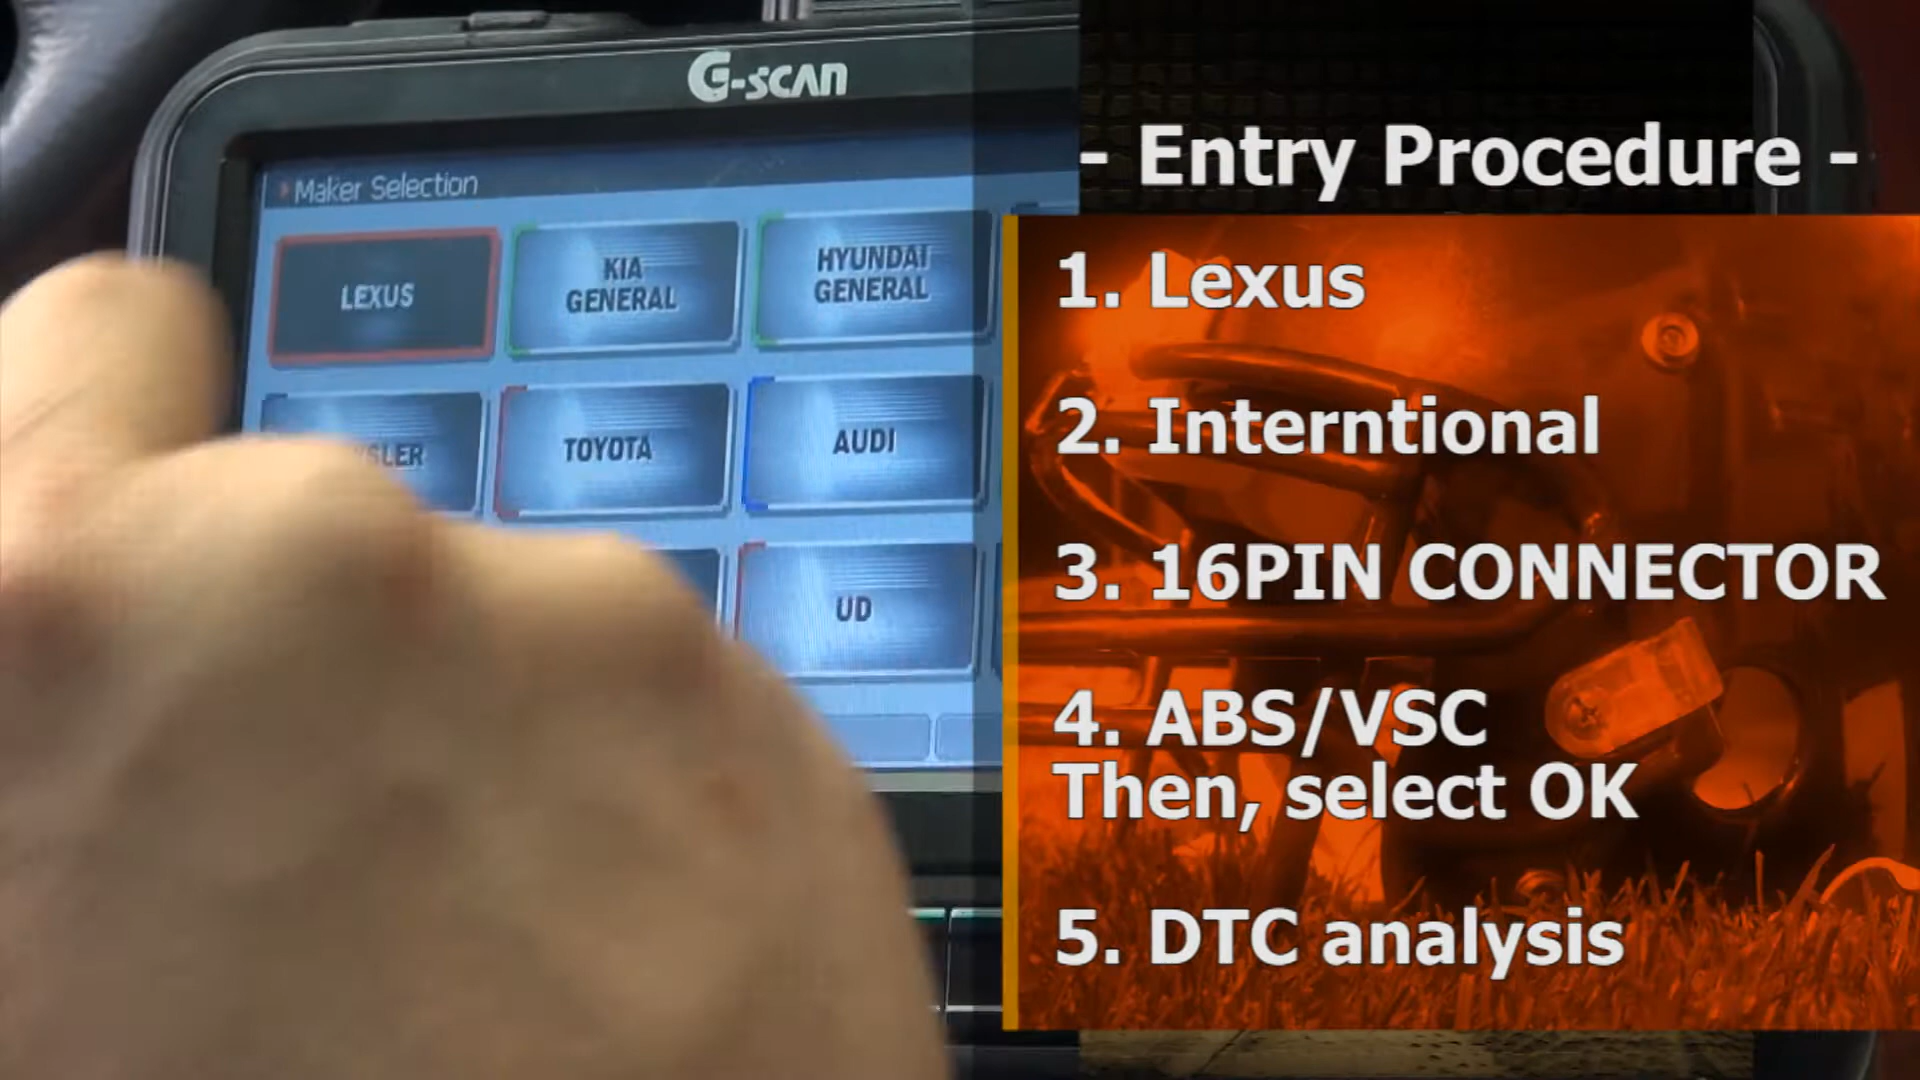 G-SCAN
Maker Selection
LEXUS
KIA
GENERAL
HYUNDAI
GENERAL
TOYOTA
AUDI
UD
- Entry Procedure -
1. Lexus
2. Interntional
3. 16PIN CONNECTOR
4. ABS/VSC
Then, select OK
5. DTC analysis